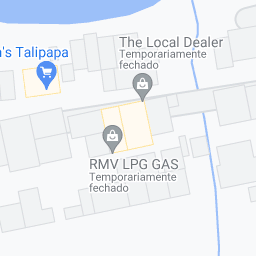 The Local Dealer
Temporariamente
fechado
's Talipapa
RMV LPG GAS
Temporariamente
fechado